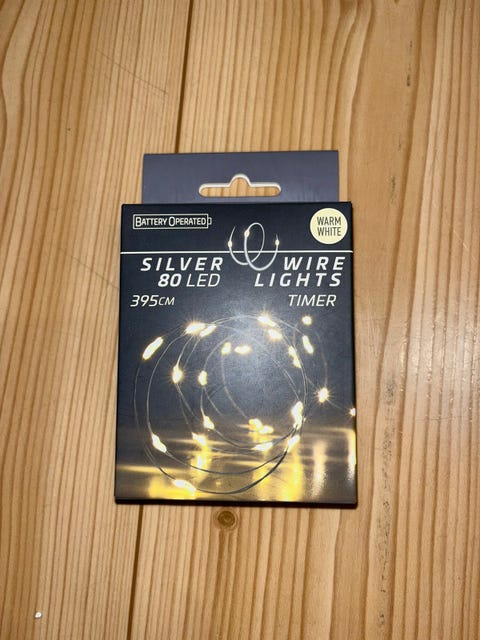 BATTERY OPERATED
WARM
WHITE
SILVER WIRE
80 LED LIGHTS
395CM TIMER